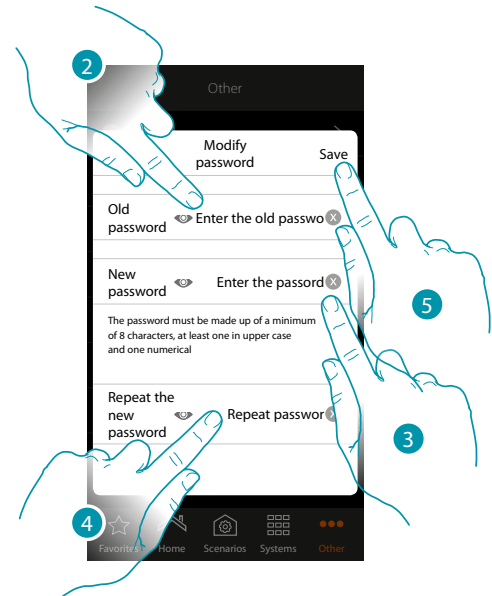 2
Other
Modify
password
Save
Old
password
Enter the old passwo
X
New
password
Enter the passord
X
5
The password must be made up of a minimum
of 8 characters, at least one in upper case
and one numerical
Repeat the
new
password
Repeat passwor
3
4
Favorites
Home
Scenarios
Systems
Other